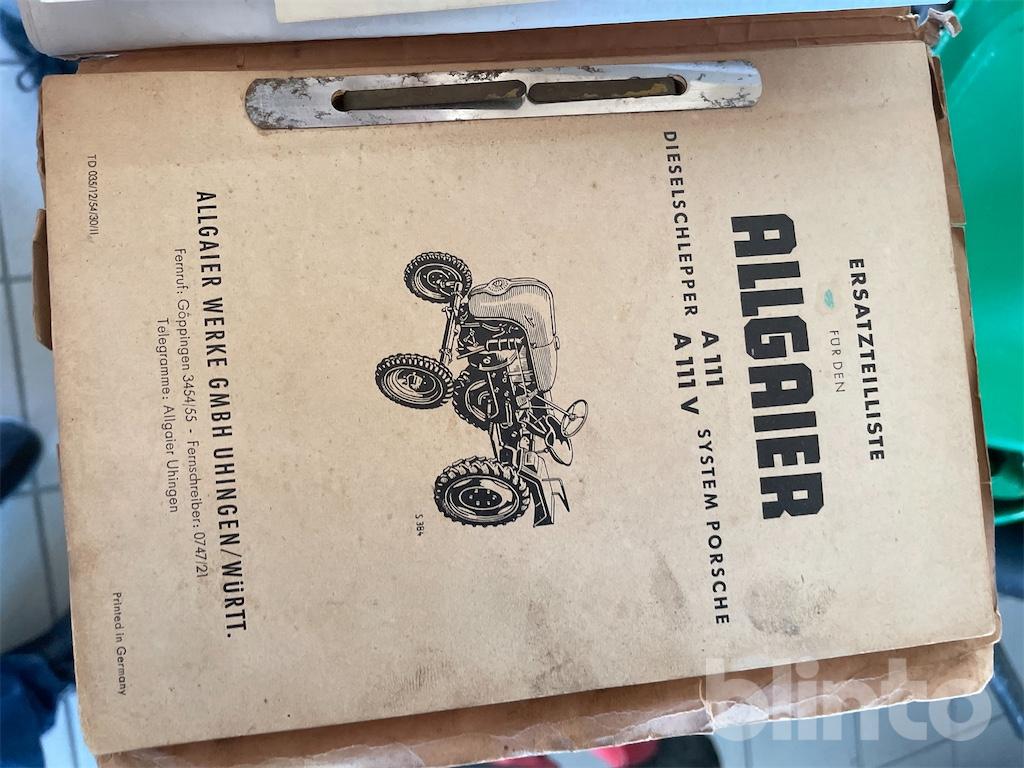 ERSATZTEILLISTE
FÜR DEN
ALLGAIER
DIESELSCHLEPPER A 111 SYSTEM PORSCHE
A 111 V
S 384
ALLGAIER WERKE GMBH UHINGEN/WÜRTT.
Fernruf: Göppingen 3454/55 - Fernschreiber: 0747/21
Telegramme: Allgaier Uhingen
TD 035/12/54/30/II
Printed in Germany
blinto